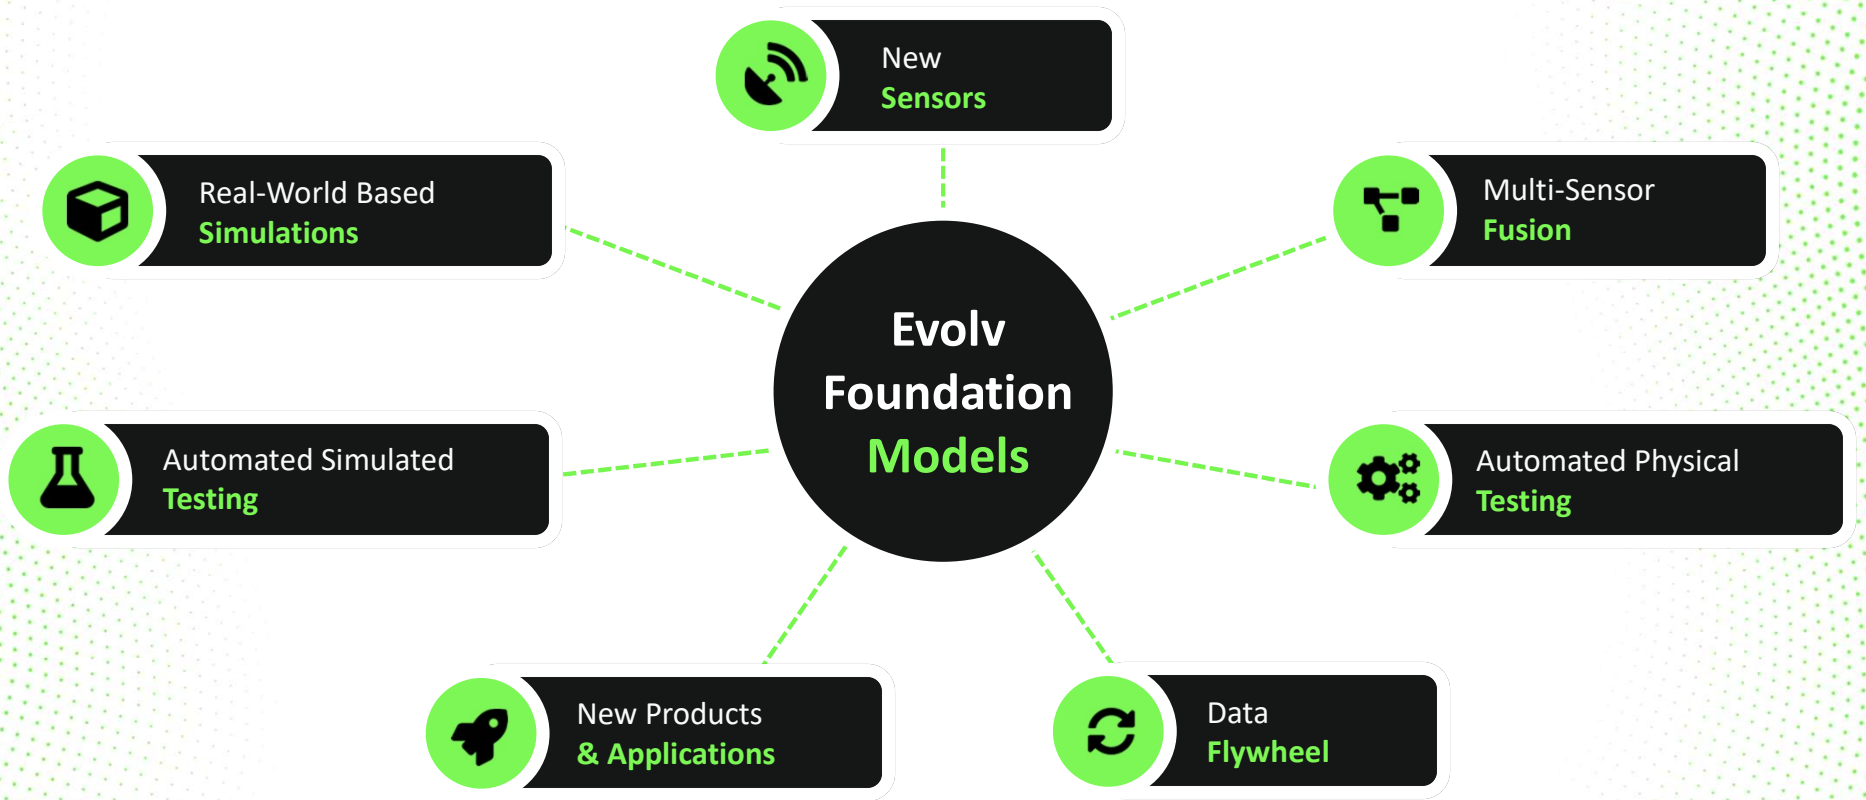 New
Sensors
Real-World Based
Simulations
Multi-Sensor
Fusion
Evolv
Foundation
Models
Automated Simulated
Testing
Automated Physical
Testing
New Products
& Applications
Data
Flywheel